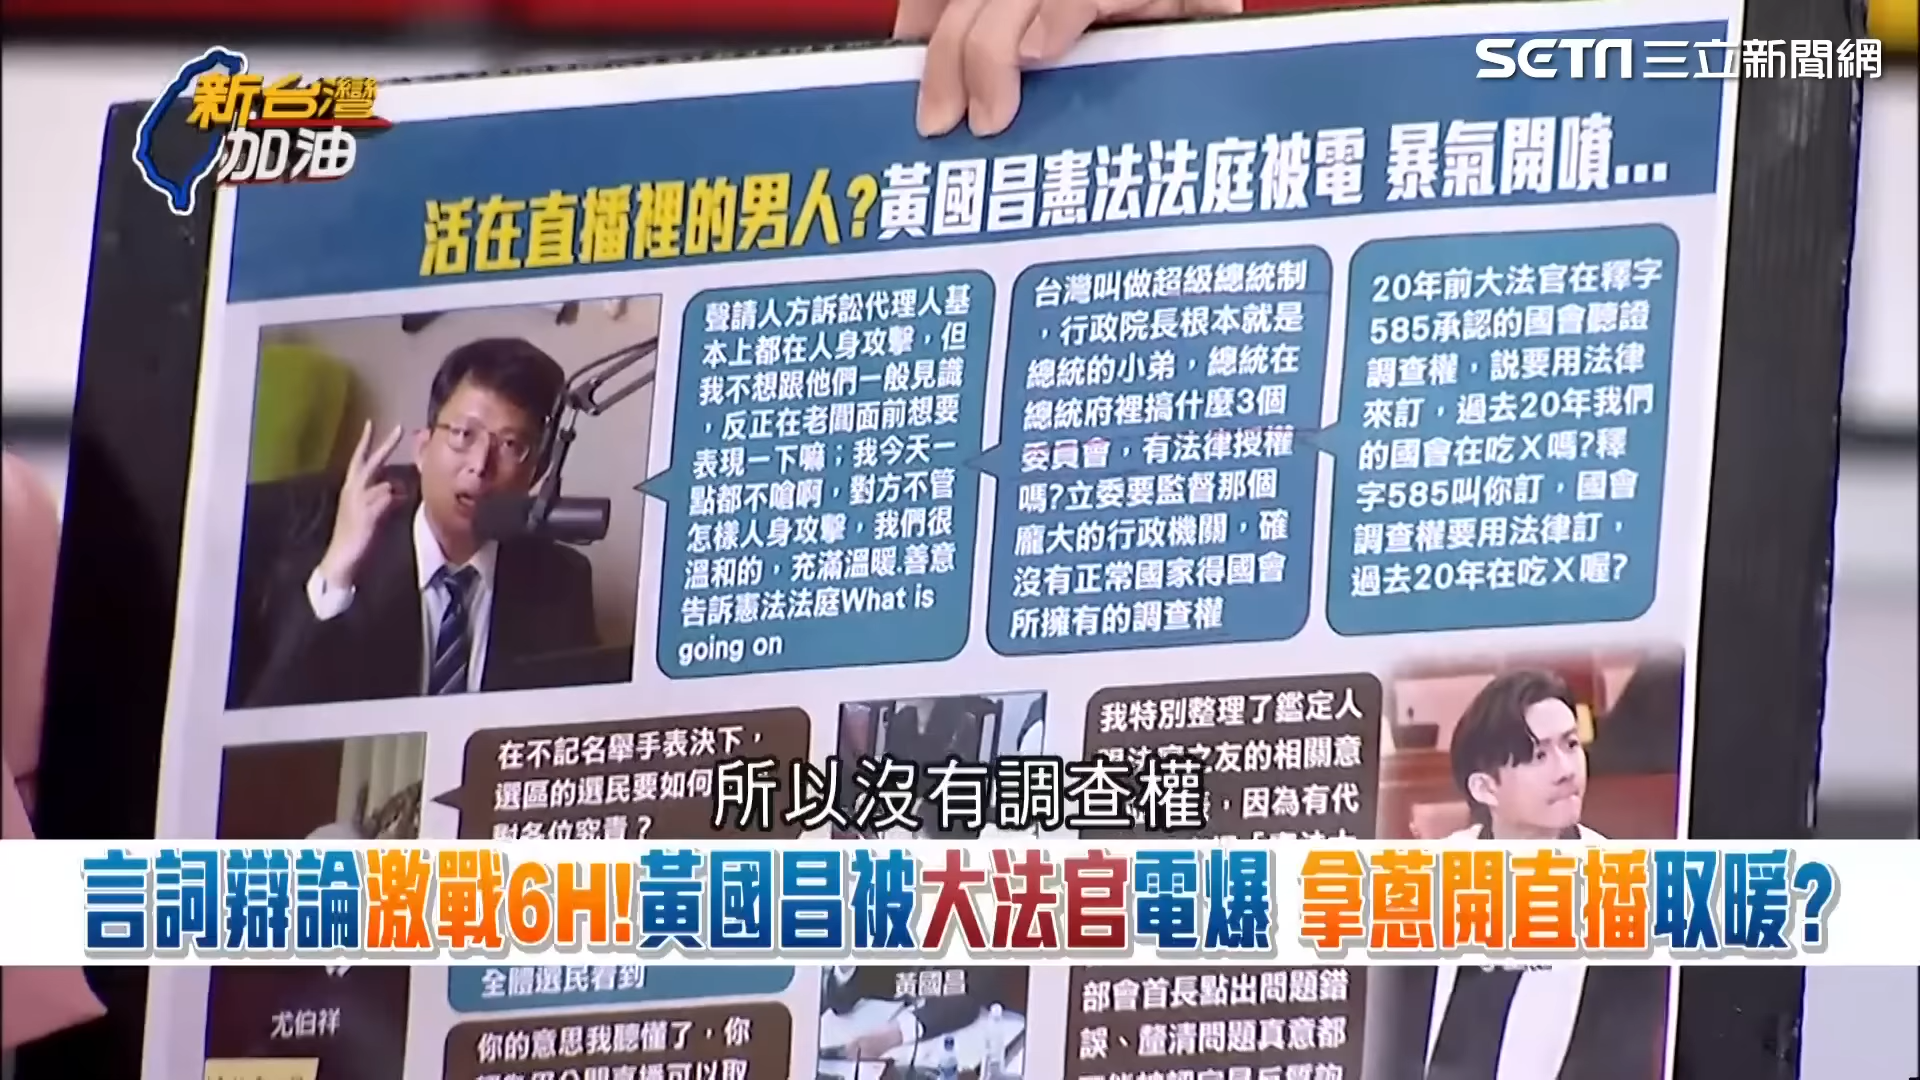 SETN三立新聞網
新台灣
加油
活在直播裡的男人?黃國昌憲法法庭被電 暴氣開噴...
聲請人方訴訟代理人基
本上都在人身攻擊，但
我不想跟他們一般見識
，反正在老闆面前想要
表現一下嘛；我今天一
點都不嗆啊，對方不管
怎樣人身攻擊，我們很
溫和的，充滿溫暖.善意
告訴憲法法庭What is
going on
台灣叫做超級總統制
，行政院長根本就是
總統的小弟，總統在
總統府裡搞什麼3個
委員會，有法律授權
嗎?立委要監督那個
龐大的行政機關，確
沒有正常國家得國會
所擁有的調查權
20年前大法官在釋字
585承認的國會聽證
調查權，說要用法律
來訂，過去20年我們
的國會在吃X嗎?釋
字585叫你訂，國會
調查權要用法律訂，
過去20年在吃X喔?
在不記名舉手表決下，
選區的選民要如何
對各位究責？
我特別整理了鑑定人
之友的相關意
，因為有代
所以沒有調查權
言詞辯論激戰6H!黃國昌被大法官電爆 拿蔥開直播取暖?
全體選民看到
尤伯祥
你的意思我聽懂了，你
黃國昌
部會首長點出問題錯
誤、釐清問題真意都